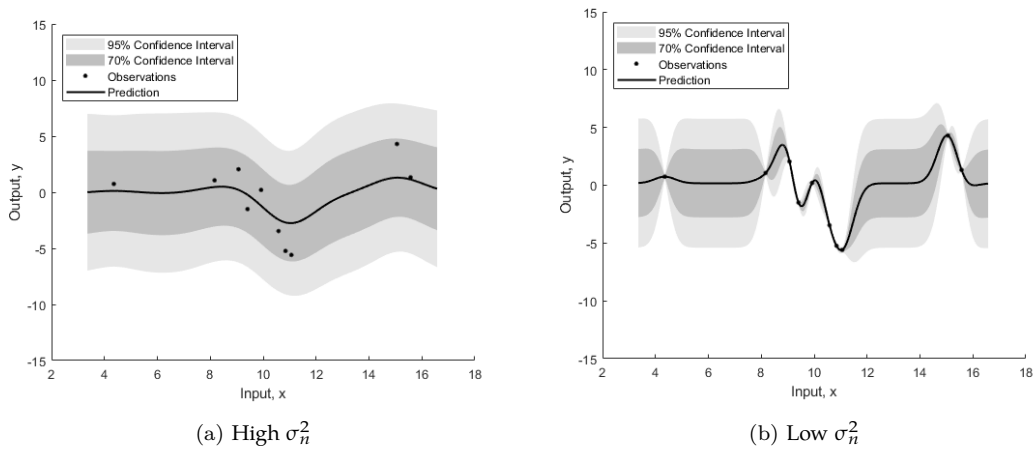 15
10
5
0
-5
-10
-15
Output, y
95% Confidence Interval
70% Confidence Interval
Observations
Prediction
2 4 6 8 10 12 14 16 18
Input, x
(a) High σ²ₙ
15
10
5
0
-5
-10
-15
Output, y
95% Confidence Interval
70% Confidence Interval
Observations
Prediction
2 4 6 8 10 12 14 16 18
Input, x
(b) Low σ²ₙ